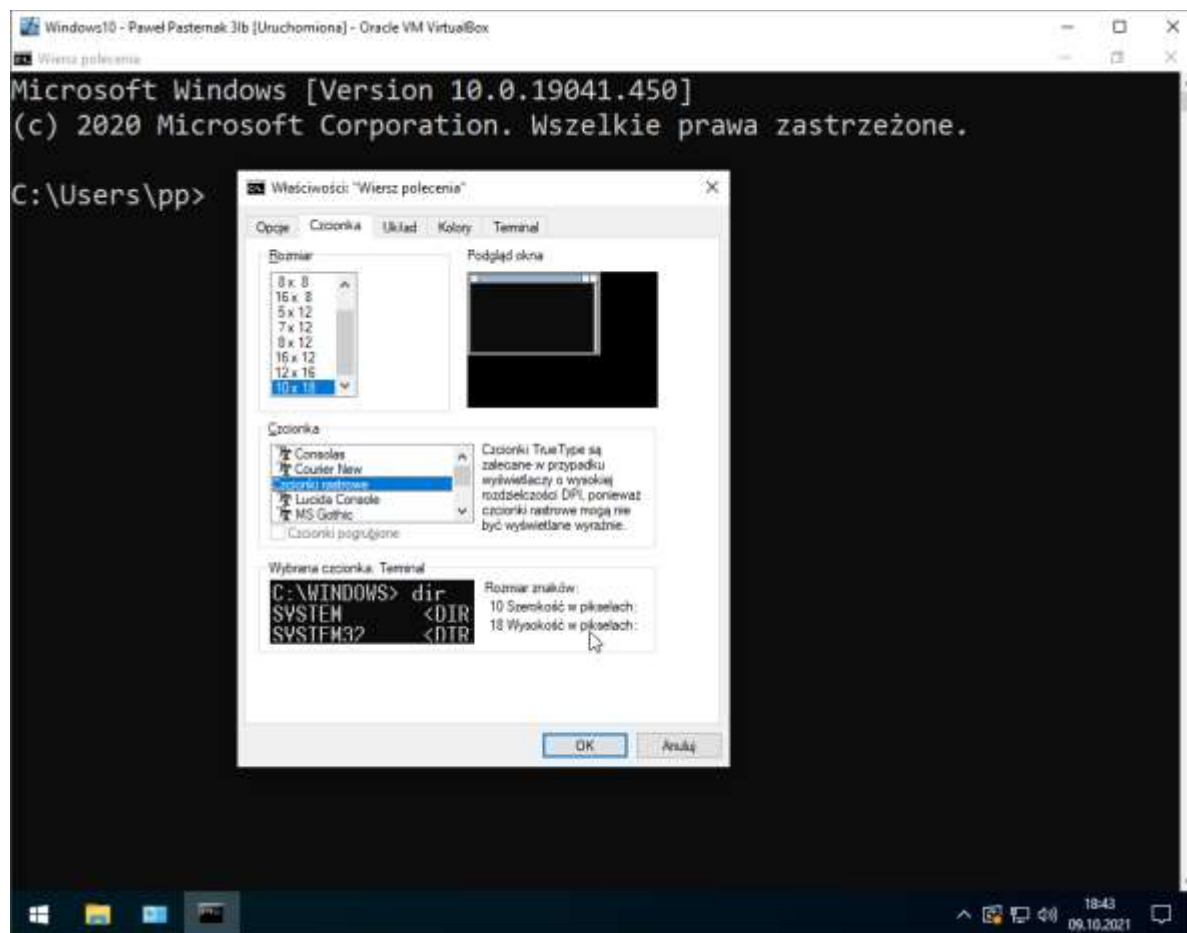 Windows10 - Paweł Pasternak 3lb [Uruchomiona] - Oracle VM VirtualBox
Wiersz polecenia
Microsoft Windows [Version 10.0.19041.450]
(c) 2020 Microsoft Corporation. Wszelkie prawa zastrzeżone.
C:\Users\pp>
Właściwości: "Wiersz polecenia"
Opcje Czcionka Układ Kolory Terminal
Rozmiar
8 x 8
16 x 8
5 x 12
7 x 12
8 x 12
16 x 12
12 x 16
10 x 18
Podgląd okna
Czcionka
Consolas
Courier New
Czcionki rastrowe
Lucida Console
MS Gothic
Czcionki pogrubione
Czcionki TrueType są
zalecane w przypadku
wyświetlaczy o wysokiej
rozdzielczości DPI, ponieważ
czcionki rastrowe mogą nie
być wyświetlane wyraźnie.
Wybrana czcionka: Terminal
C:\WINDOWS> dir
SYSTEM <DIR
SYSTEM32 <DIR
Rozmiar znaków:
10 Szerokość w pikselach:
18 Wysokość w pikselach:
OK Anuluj
18:43
09.10.2021